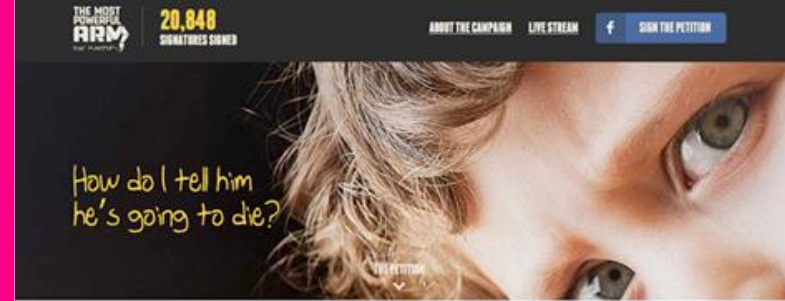 THE MOST
POWERFUL
ARM
20,848
SIGNATURES SIGNED
ABOUT THE CAMPAIGN
LIVE STREAM
f
SIGN THE PETITION
How do I tell him
he's going to die?
THE PETITION